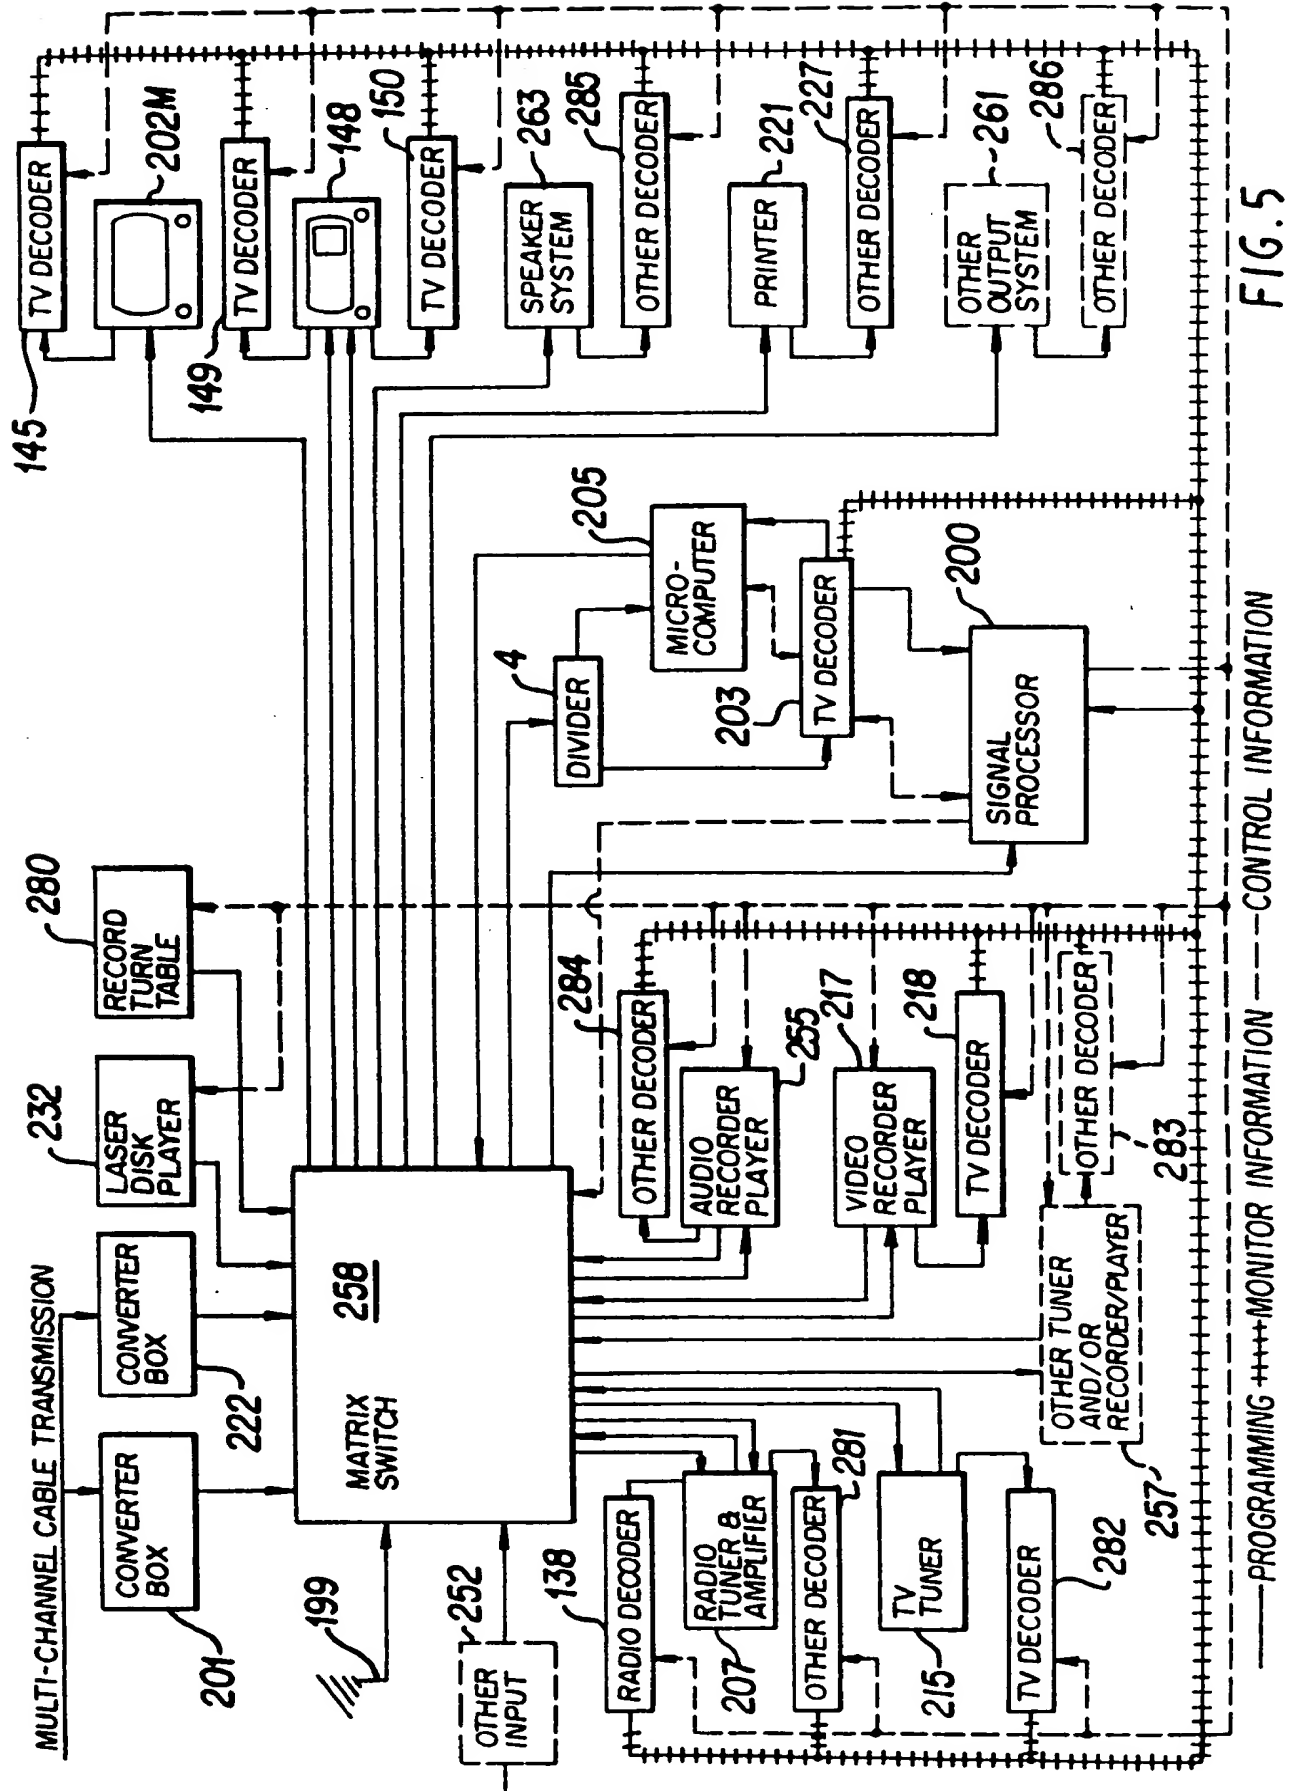 MULTI-CHANNEL CABLE TRANSMISSION
201
CONVERTER
BOX
222
CONVERTER
BOX
232
LASER
DISK
PLAYER
280
RECORD
TURN
TABLE
199
252
OTHER
INPUT
MATRIX
SWITCH
258
4
DIVIDER
205
MICRO-
COMPUTER
203
TV DECODER
200
SIGNAL
PROCESSOR
145
TV DECODER
202M
149
TV DECODER
148
150
TV DECODER
263
SPEAKER
SYSTEM
285
OTHER DECODER
221
PRINTER
227
OTHER DECODER
261
OTHER
OUTPUT
SYSTEM
286
OTHER DECODER
138
RADIO DECODER
207
RADIO
TUNER &
AMPLIFIER
281
OTHER DECODER
215
TV
TUNER
282
TV DECODER
257
OTHER TUNER
AND/OR
RECORDER/PLAYER
283
OTHER DECODER
284
OTHER DECODER
255
AUDIO
RECORDER
PLAYER
217
VIDEO
RECORDER
PLAYER
218
TV DECODER
PROGRAMMING MONITOR INFORMATION CONTROL INFORMATION
FIG. 5